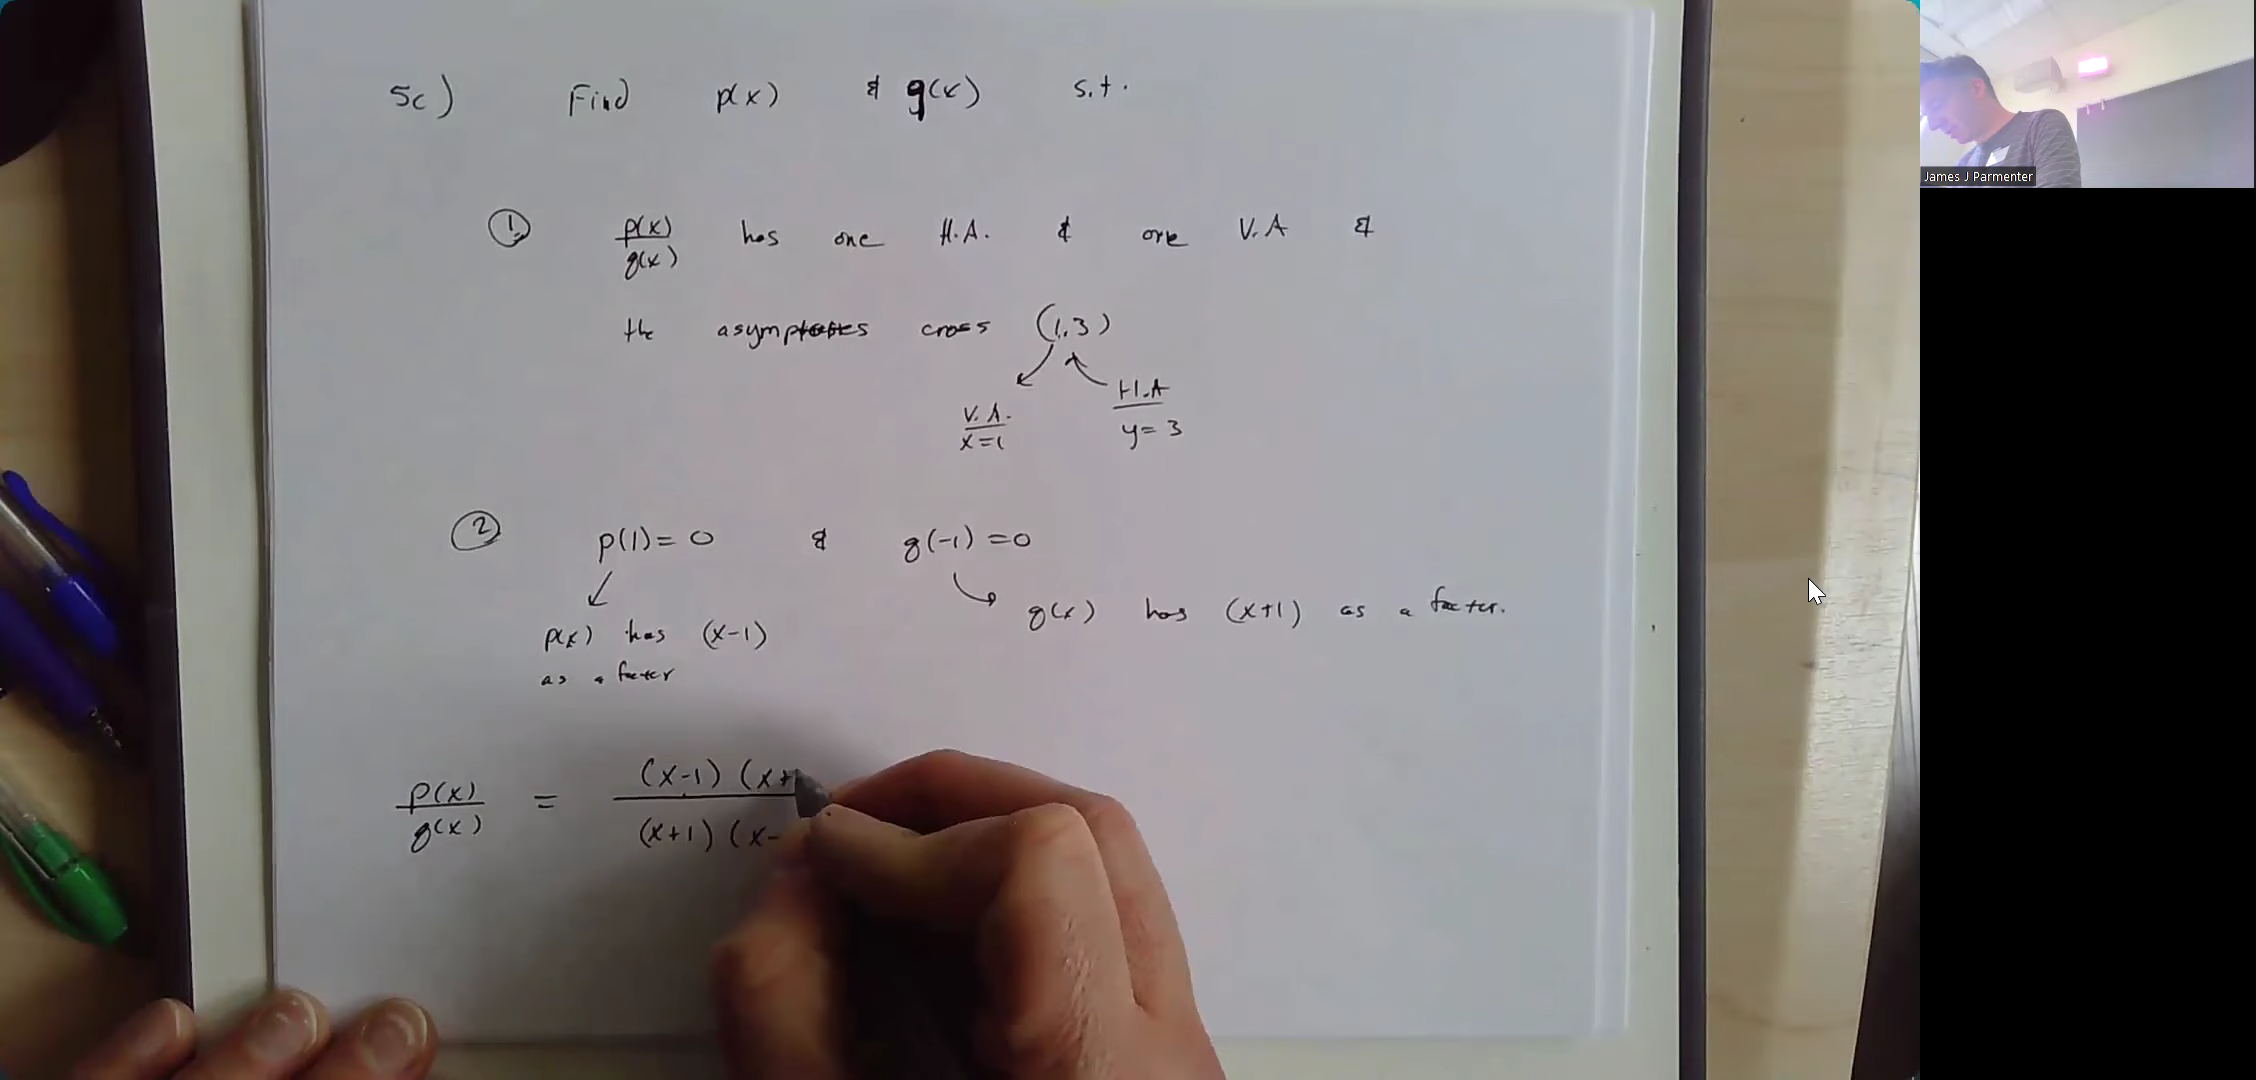 5c) Find p(x) & q(x) s.t.
① p(x)/q(x) has one H.A. & one V.A &
the asymptotes cross (1,3)
V.A. x=1
H.A y=3
② p(1)=0 & q(-1)=0
q(x) has (x+1) as a factor.
p(x) has (x-1)
as a factor
p(x)/q(x) = (x-1)(x+ / (x+1)(x-
James J Parmenter